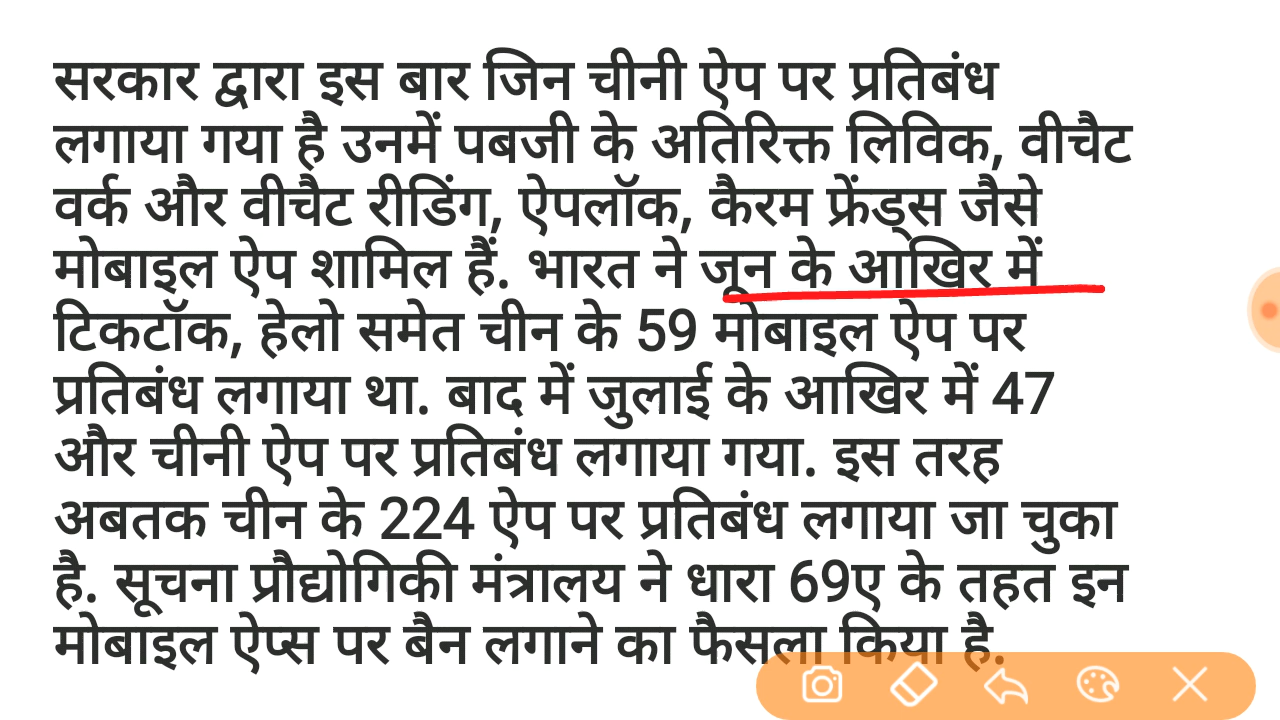 सरकार द्वारा इस बार जिन चीनी ऐप पर प्रतिबंध
लगाया गया है उनमें पबजी के अतिरिक्त लिविक, वीचैट
वर्क और वीचैट रीडिंग, ऐपलॉक, कैरम फ्रेंड्स जैसे
मोबाइल ऐप शामिल हैं. भारत ने जून के आखिर में
टिकटॉक, हेलो समेत चीन के 59 मोबाइल ऐप पर
प्रतिबंध लगाया था. बाद में जुलाई के आखिर में 47
और चीनी ऐप पर प्रतिबंध लगाया गया. इस तरह
अबतक चीन के 224 ऐप पर प्रतिबंध लगाया जा चुका
है. सूचना प्रौद्योगिकी मंत्रालय ने धारा 69ए के तहत इन
मोबाइल ऐप्स पर बैन लगाने का फैसला किया है.